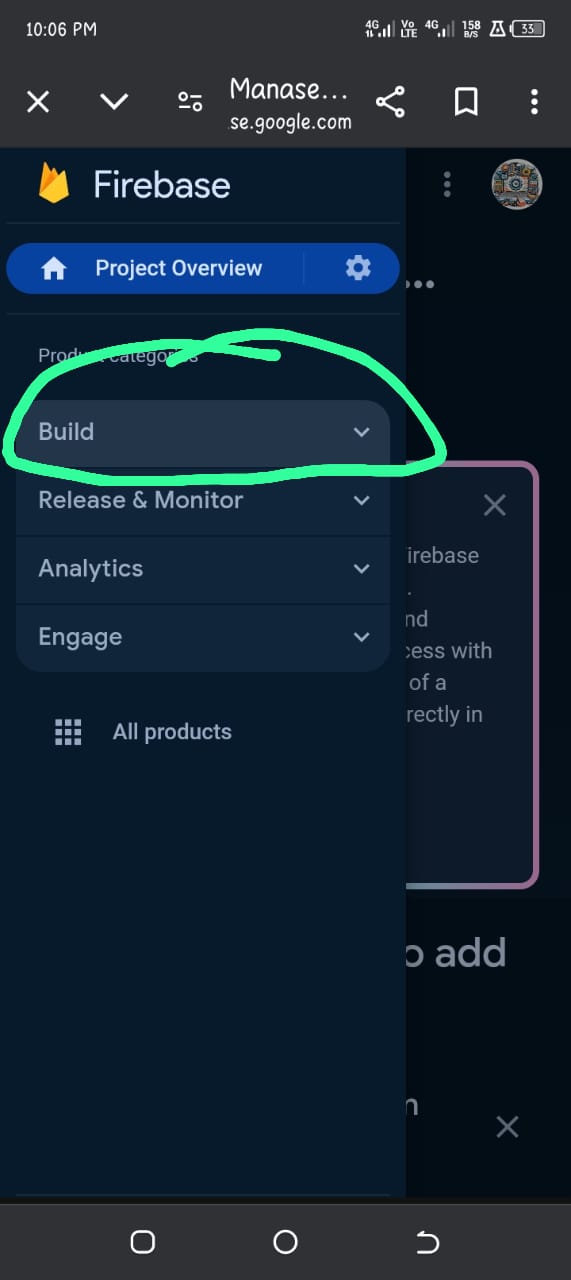 10:06 PM
4G Vo LTE 4G 158 B/S 33
Manase...
se.google.com
Firebase
Project Overview
Product categories
Build
Release & Monitor
irebase
Analytics
.
nd
Engage
cess with
of a
rectly in
All products
o add
n